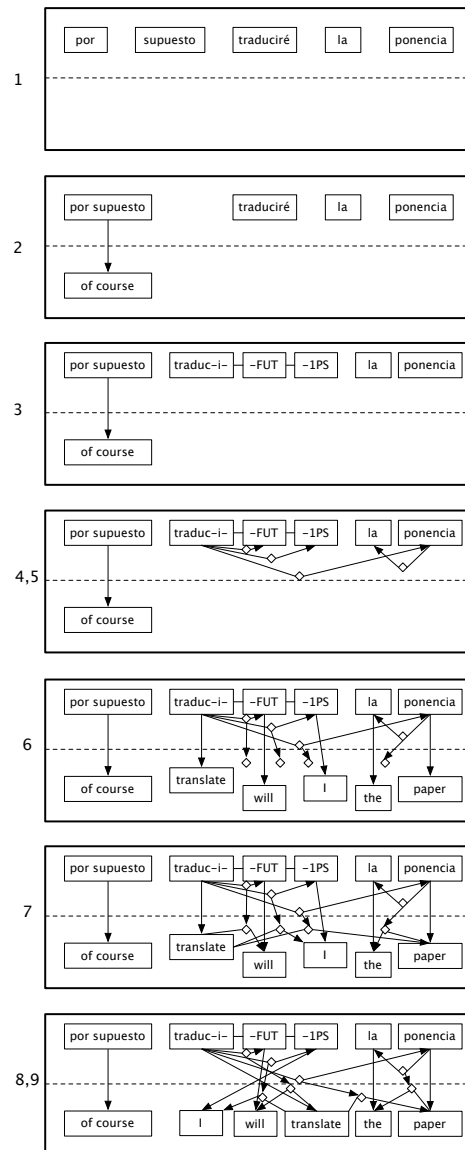 1
por supuesto traduciré la ponencia
2
por supuesto traduciré la ponencia
of course
3
por supuesto traduc-i- -FUT -1PS la ponencia
of course
4,5
por supuesto traduc-i- -FUT -1PS la ponencia
of course
6
por supuesto traduc-i- -FUT -1PS la ponencia
of course translate will I the paper
7
por supuesto traduc-i- -FUT -1PS la ponencia
of course translate will I the paper
8,9
por supuesto traduc-i- -FUT -1PS la ponencia
of course I will translate the paper